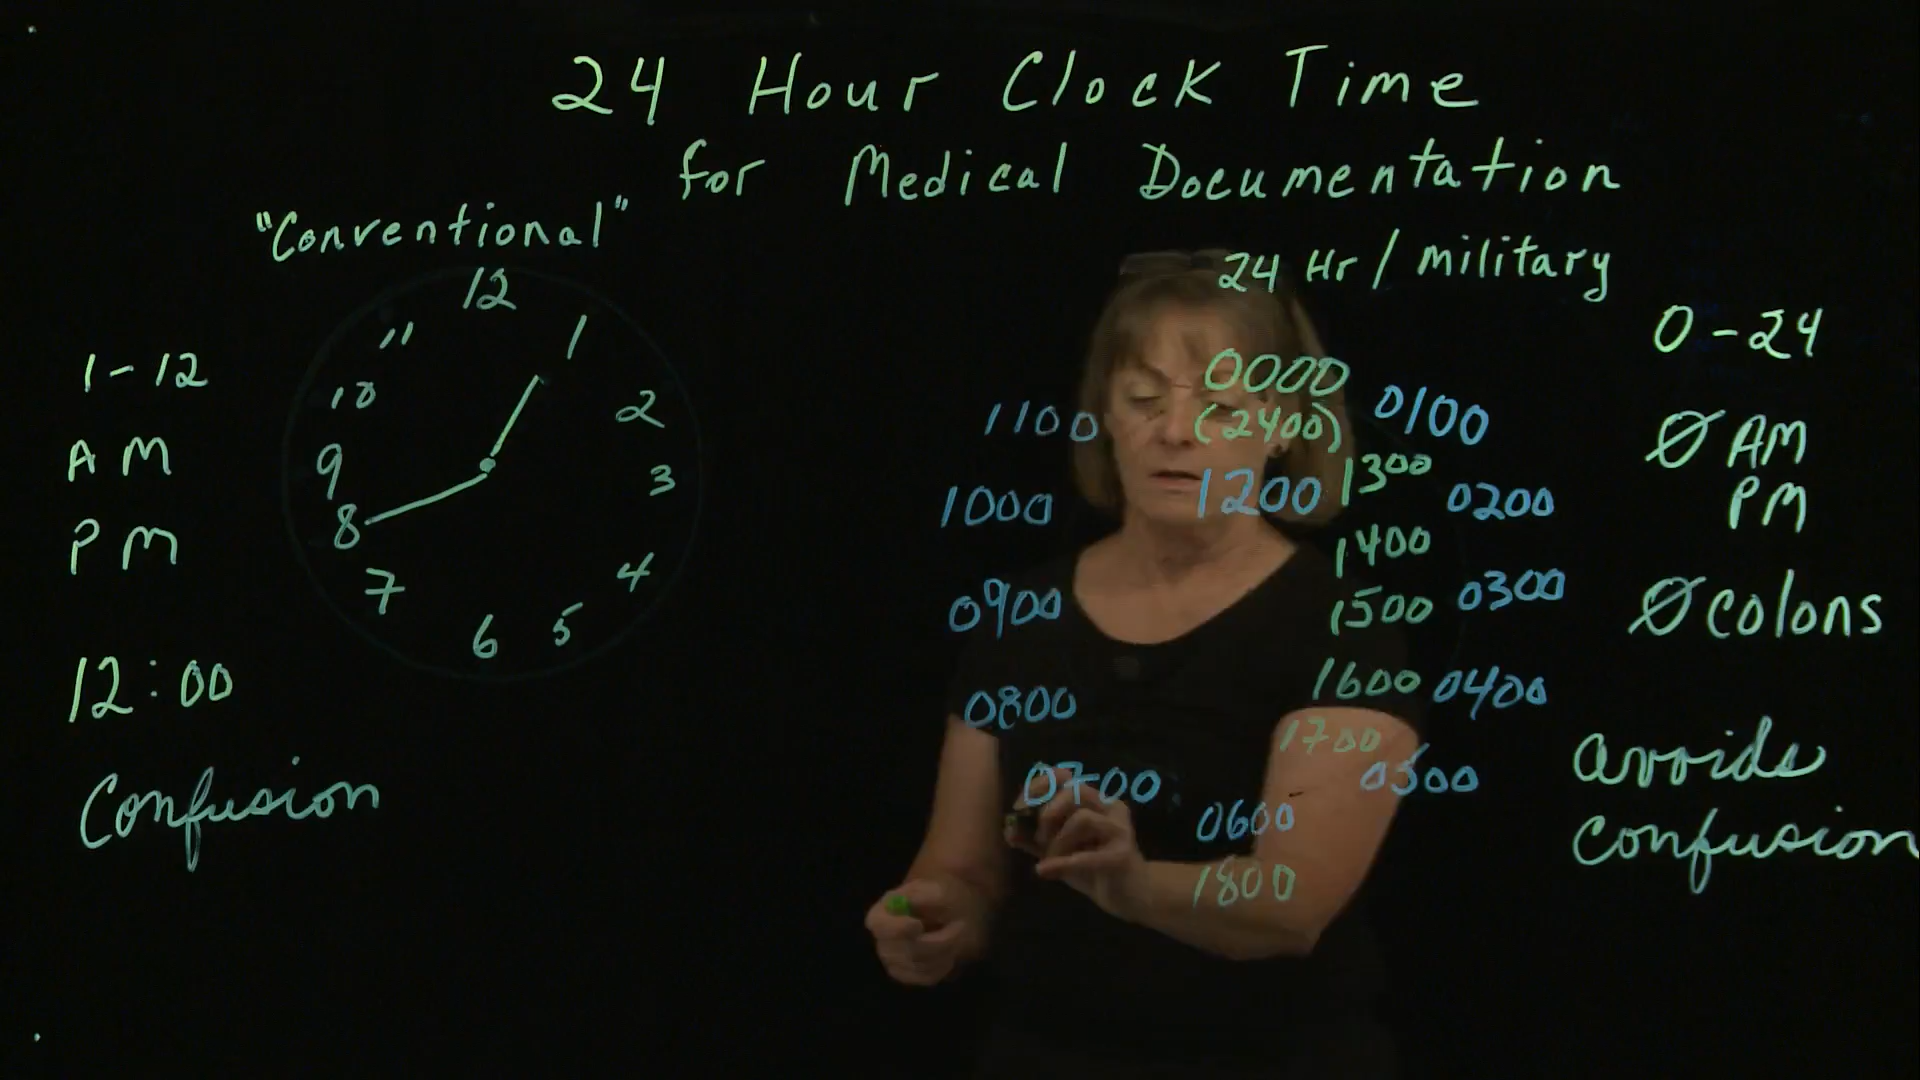 24 Hour Clock Time
for Medical Documentation
"Conventional"
12
11
1
10
2
9
3
8
4
7
5
6
1-12
AM
PM
12:00
Confusion
24 Hr / military
0000
(2400)
0100
1100
1200
1300
0200
1000
1400
0300
0900
1500
0400
0800
1600
1700
0500
0700
0600
1800
0-24
Ø AM
PM
Ø colons
avoids
confusion